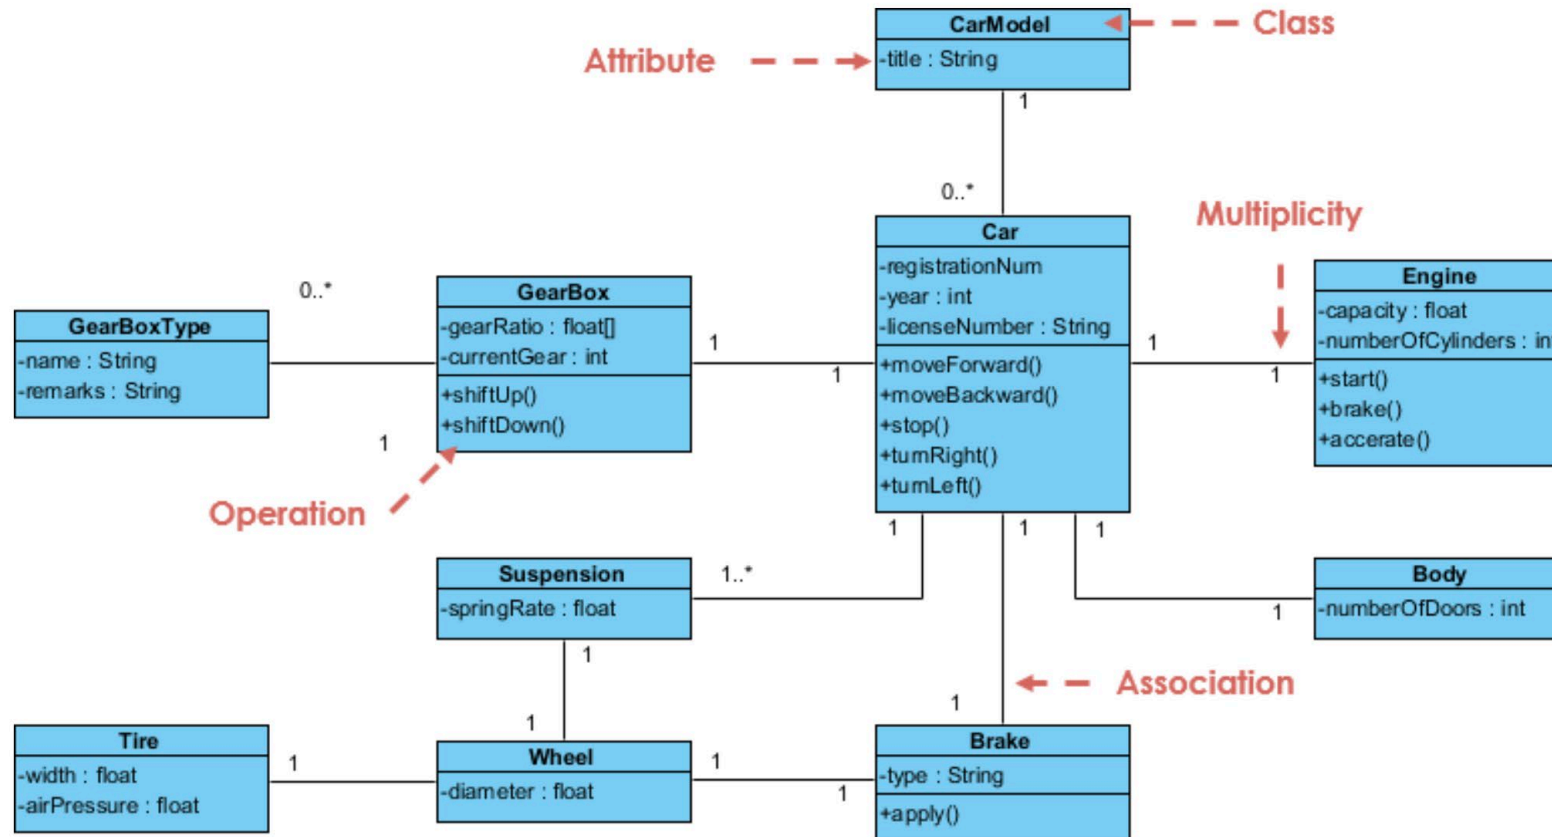 CarModel
-title : String
Class
Attribute
1
0..*
Multiplicity
Car
-registrationNum
-year : int
-licenseNumber : String
+moveForward()
+moveBackward()
+stop()
+turnRight()
+turnLeft()
Engine
-capacity : float
-numberOfCylinders : int
+start()
+brake()
+accerate()
1
1
0..*
GearBoxType
-name : String
-remarks : String
GearBox
-gearRatio : float[]
-currentGear : int
+shiftUp()
+shiftDown()
1
1
1
Operation
1
1
1
Suspension
-springRate : float
1..*
Body
-numberOfDoors : int
1
1
1
Association
1
Tire
-width : float
-airPressure : float
1
Wheel
-diameter : float
1
1
Brake
-type : String
+apply()